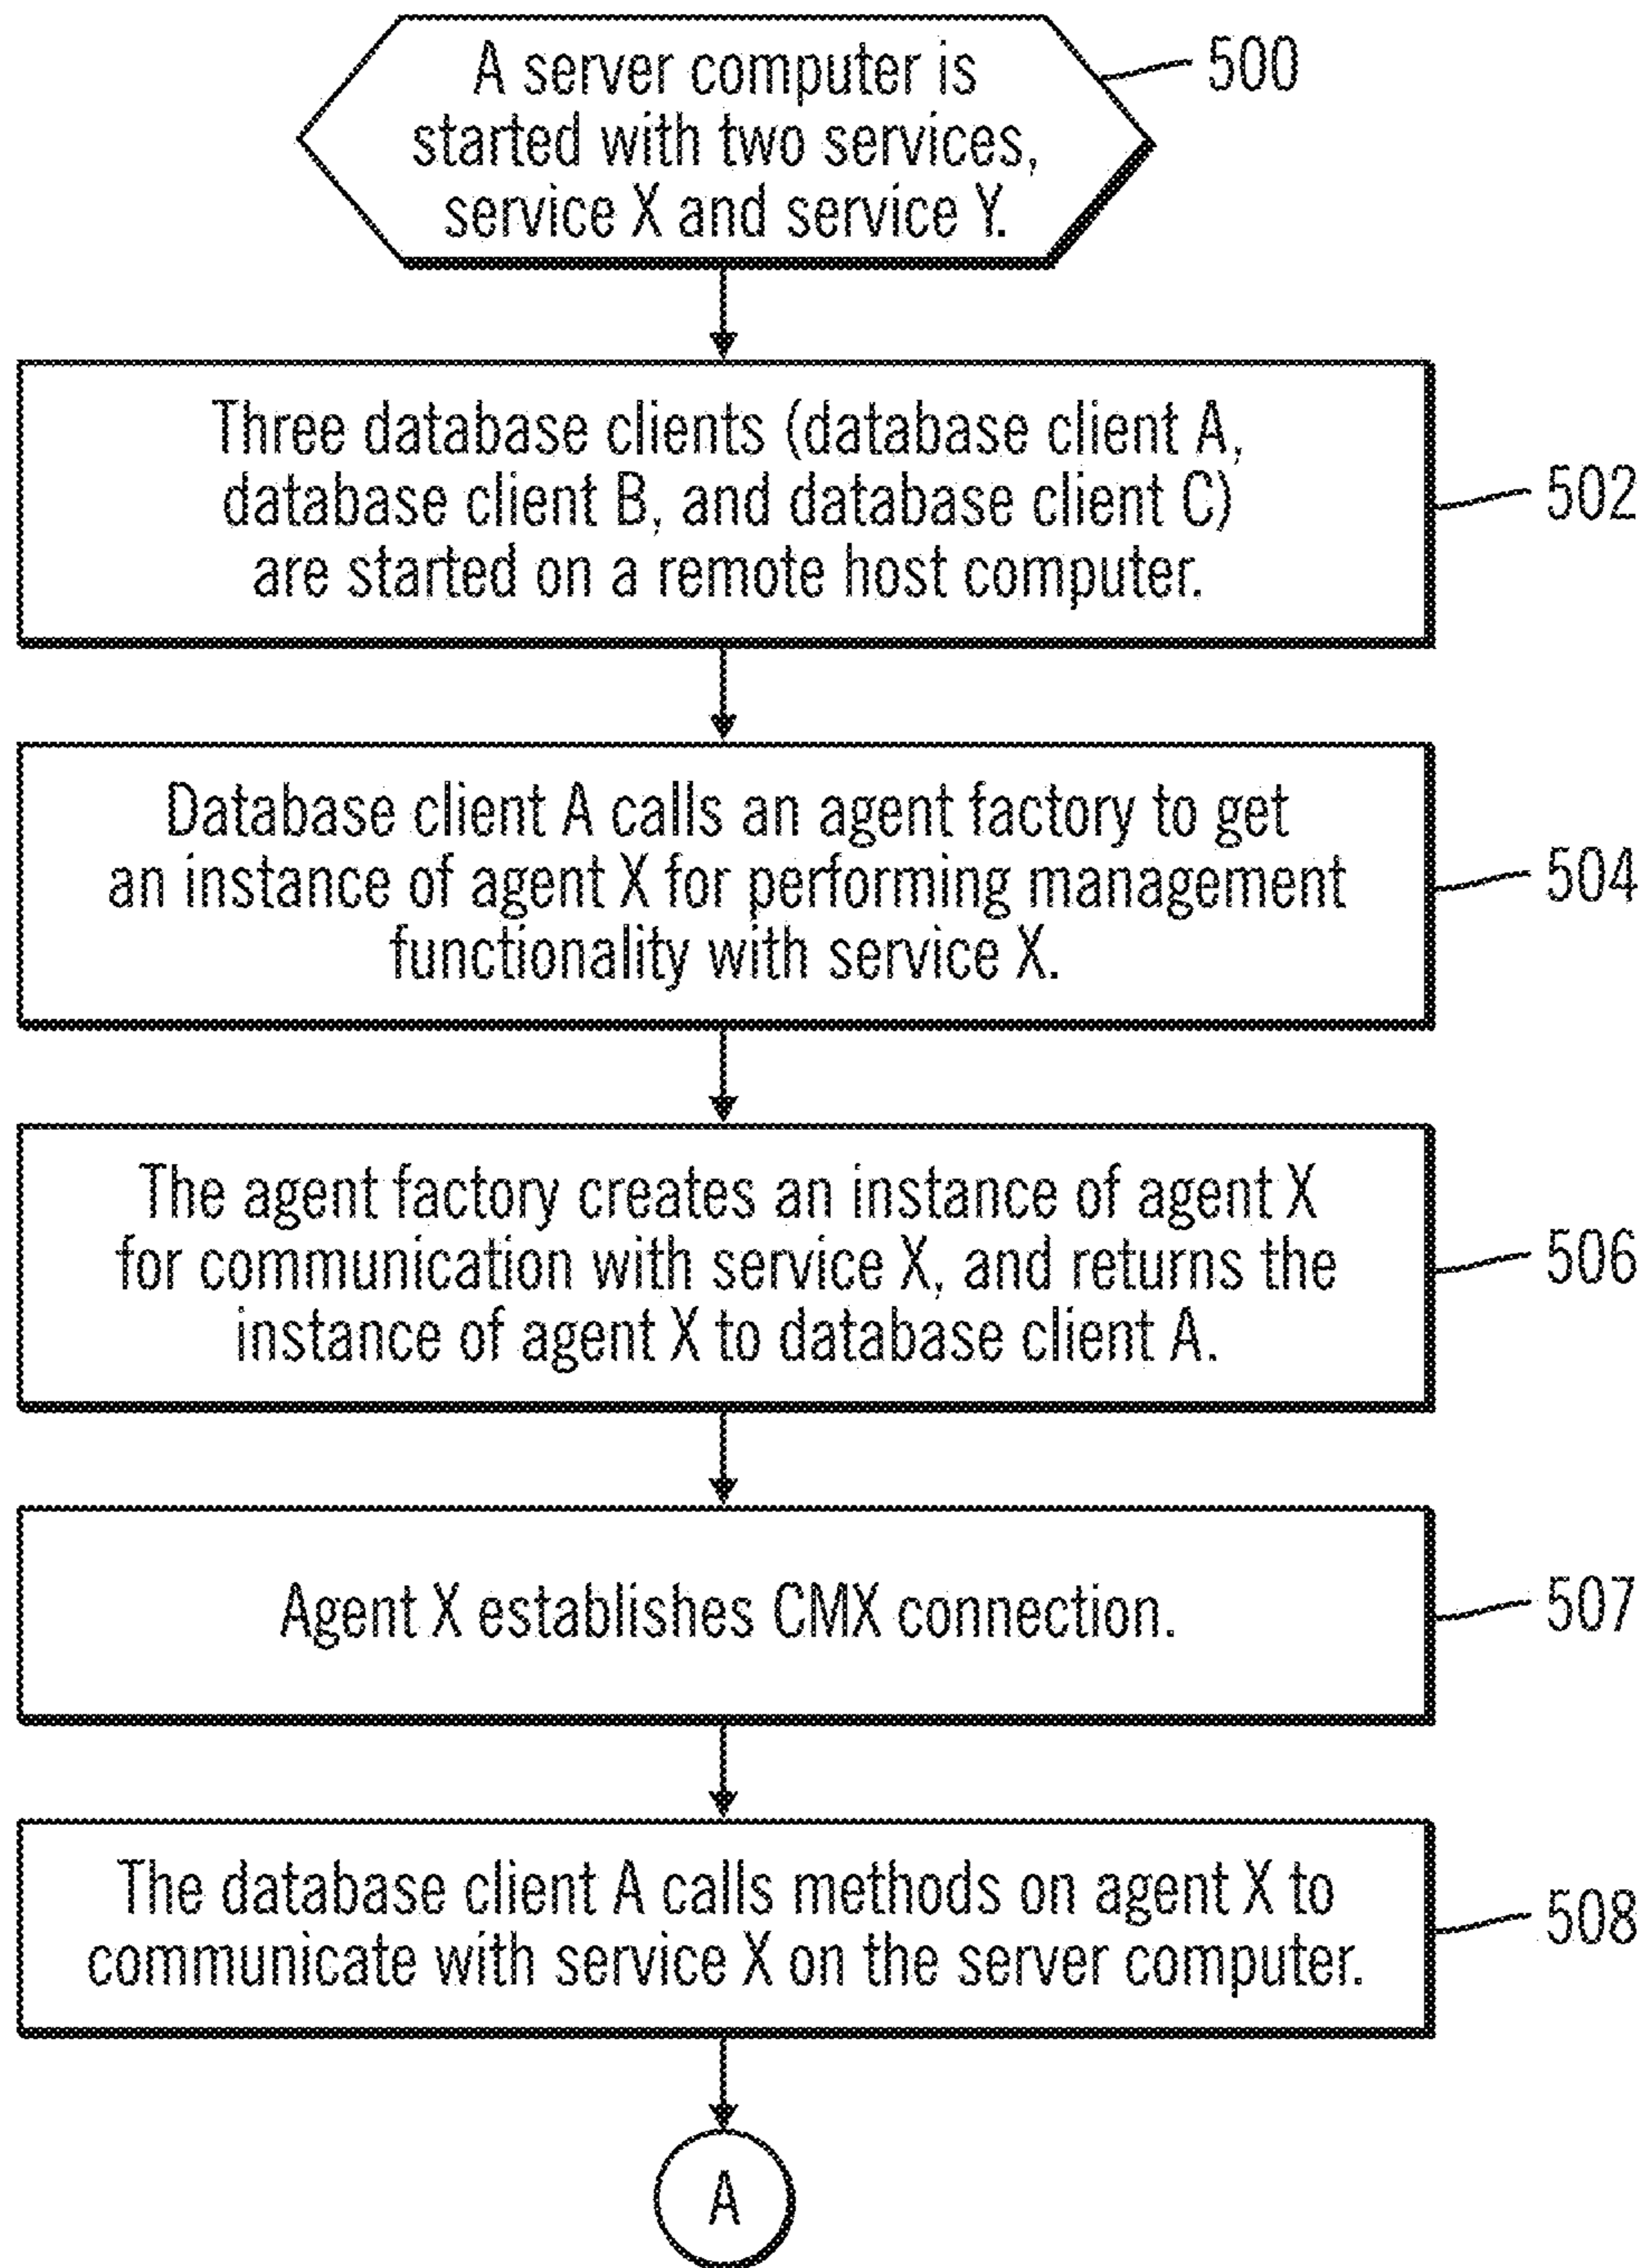 A server computer is
started with two services,
service X and service Y.
500
Three database clients (database client A,
database client B, and database client C)
are started on a remote host computer.
502
Database client A calls an agent factory to get
an instance of agent X for performing management
functionality with service X.
504
The agent factory creates an instance of agent X
for communication with service X, and returns the
instance of agent X to database client A.
506
Agent X establishes CMX connection.
507
The database client A calls methods on agent X to
communicate with service X on the server computer.
508
A